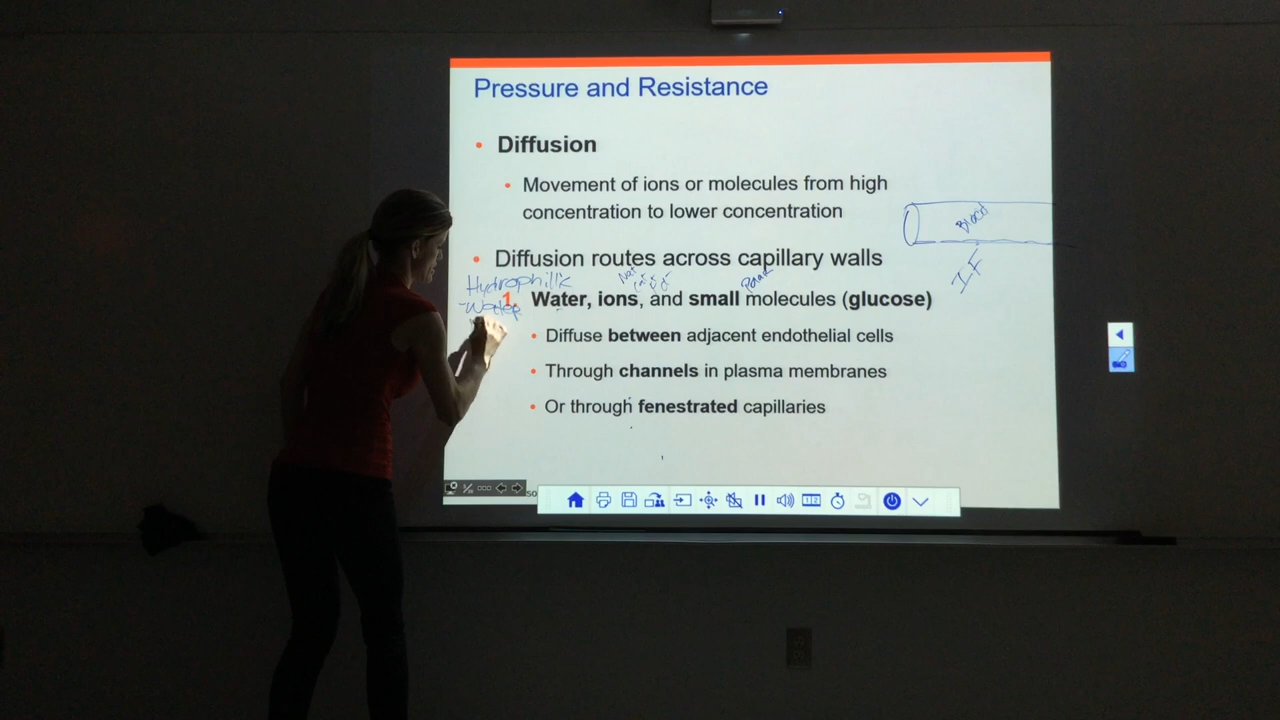 Pressure and Resistance
• Diffusion
• Movement of ions or molecules from high
concentration to lower concentration
Blood
• Diffusion routes across capillary walls
IF
Hydrophilic
Polar
1. Water, ions, and small molecules (glucose)
-Water
• Diffuse between adjacent endothelial cells
• Through channels in plasma membranes
• Or through fenestrated capillaries
so